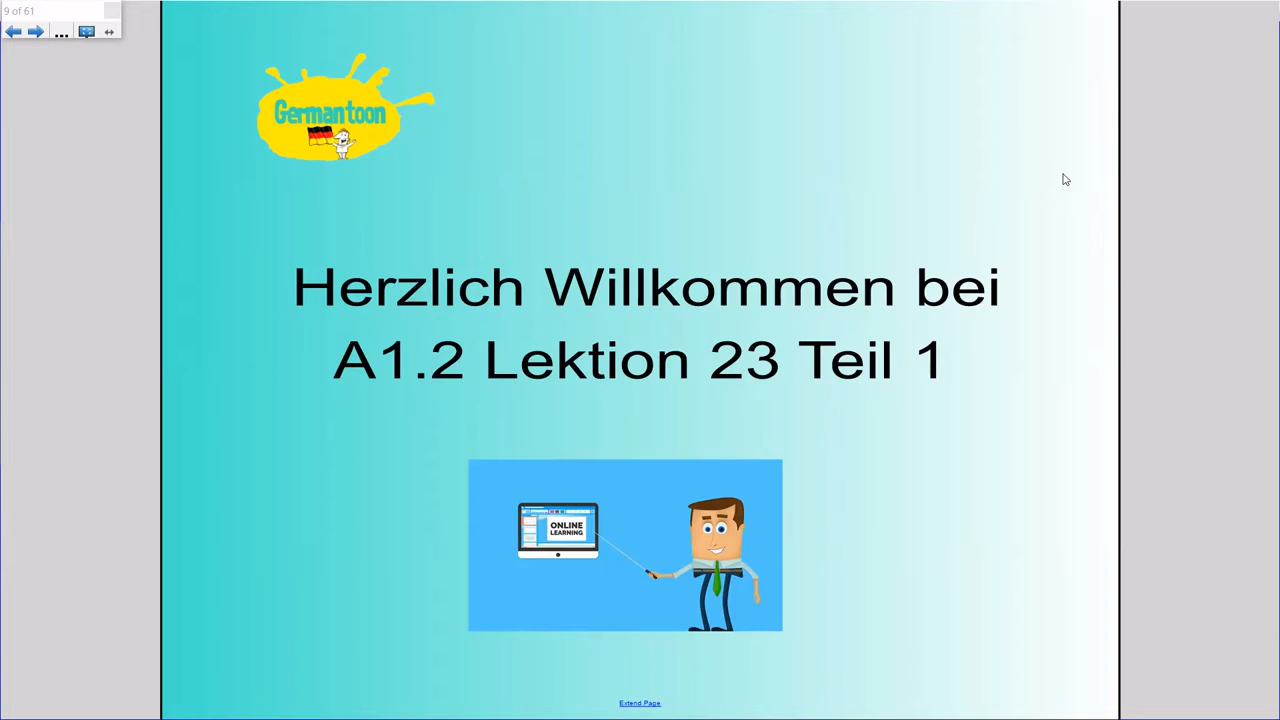 9 of 61
...
Germantoon
Herzlich Willkommen bei
A1.2 Lektion 23 Teil 1
ONLINE
LEARNING
Extend Page